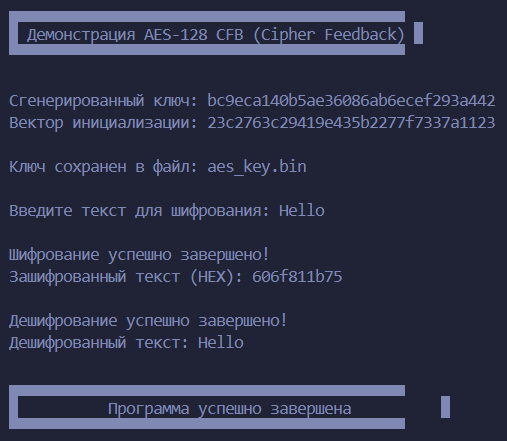 Демонстрация AES-128 CFB (Cipher Feedback)
Сгенерированный ключ: bc9eca140b5ae36086ab6ecef293a442
Вектор инициализации: 23c2763c29419e435b2277f7337a1123
Ключ сохранен в файл: aes_key.bin
Введите текст для шифрования: Hello
Шифрование успешно завершено!
Зашифрованный текст (HEX): 606f811b75
Дешифрование успешно завершено!
Дешифрованный текст: Hello
Программа успешно завершена